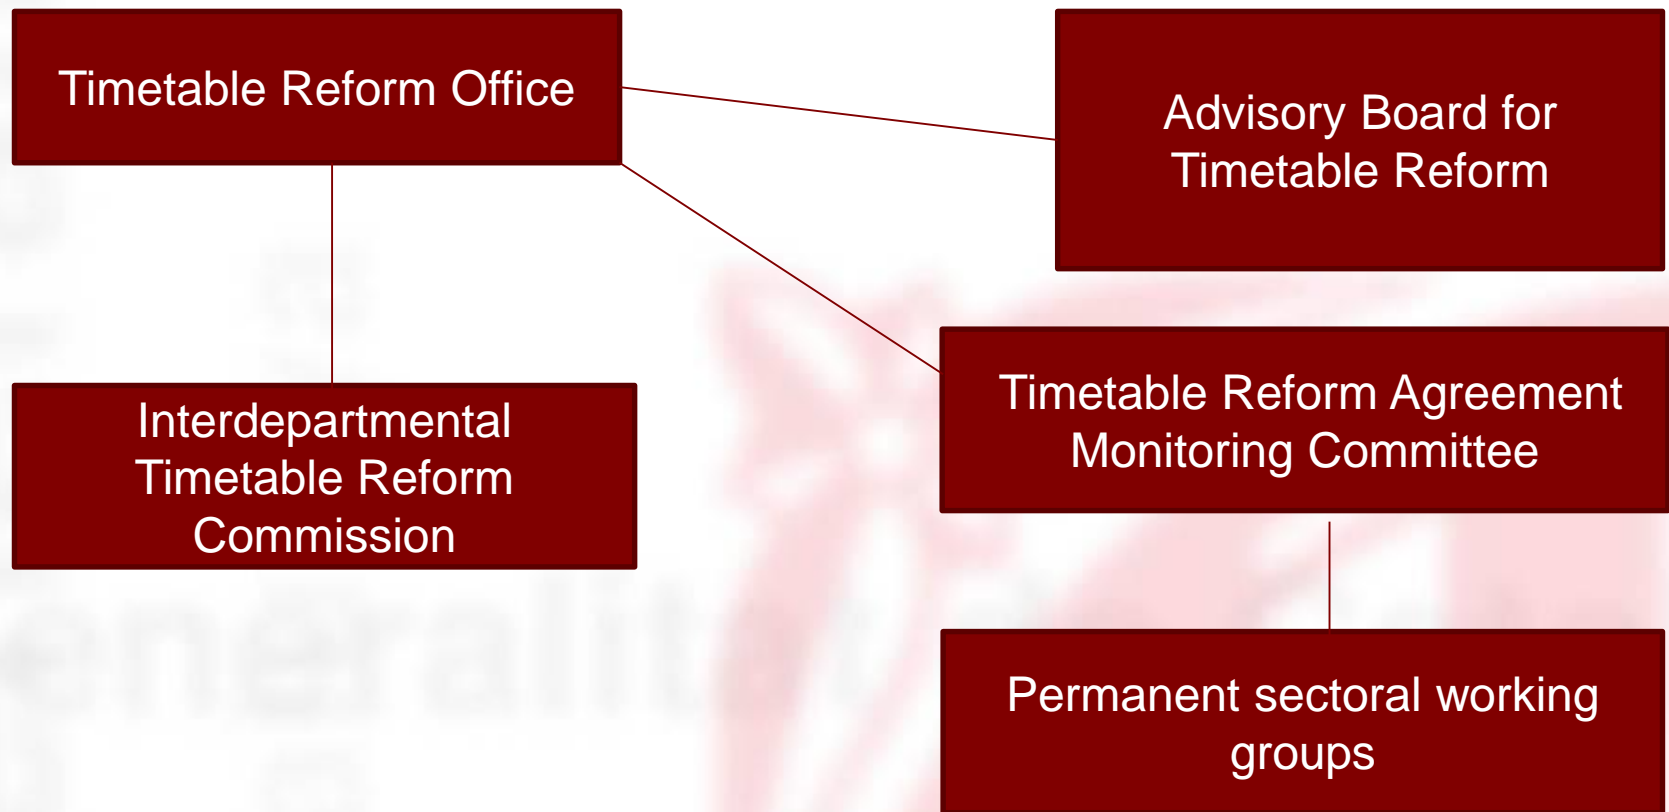 Timetable Reform Office
Advisory Board for
Timetable Reform
Timetable Reform Agreement
Monitoring Committee
Interdepartmental
Timetable Reform
Commission
Permanent sectoral working
groups